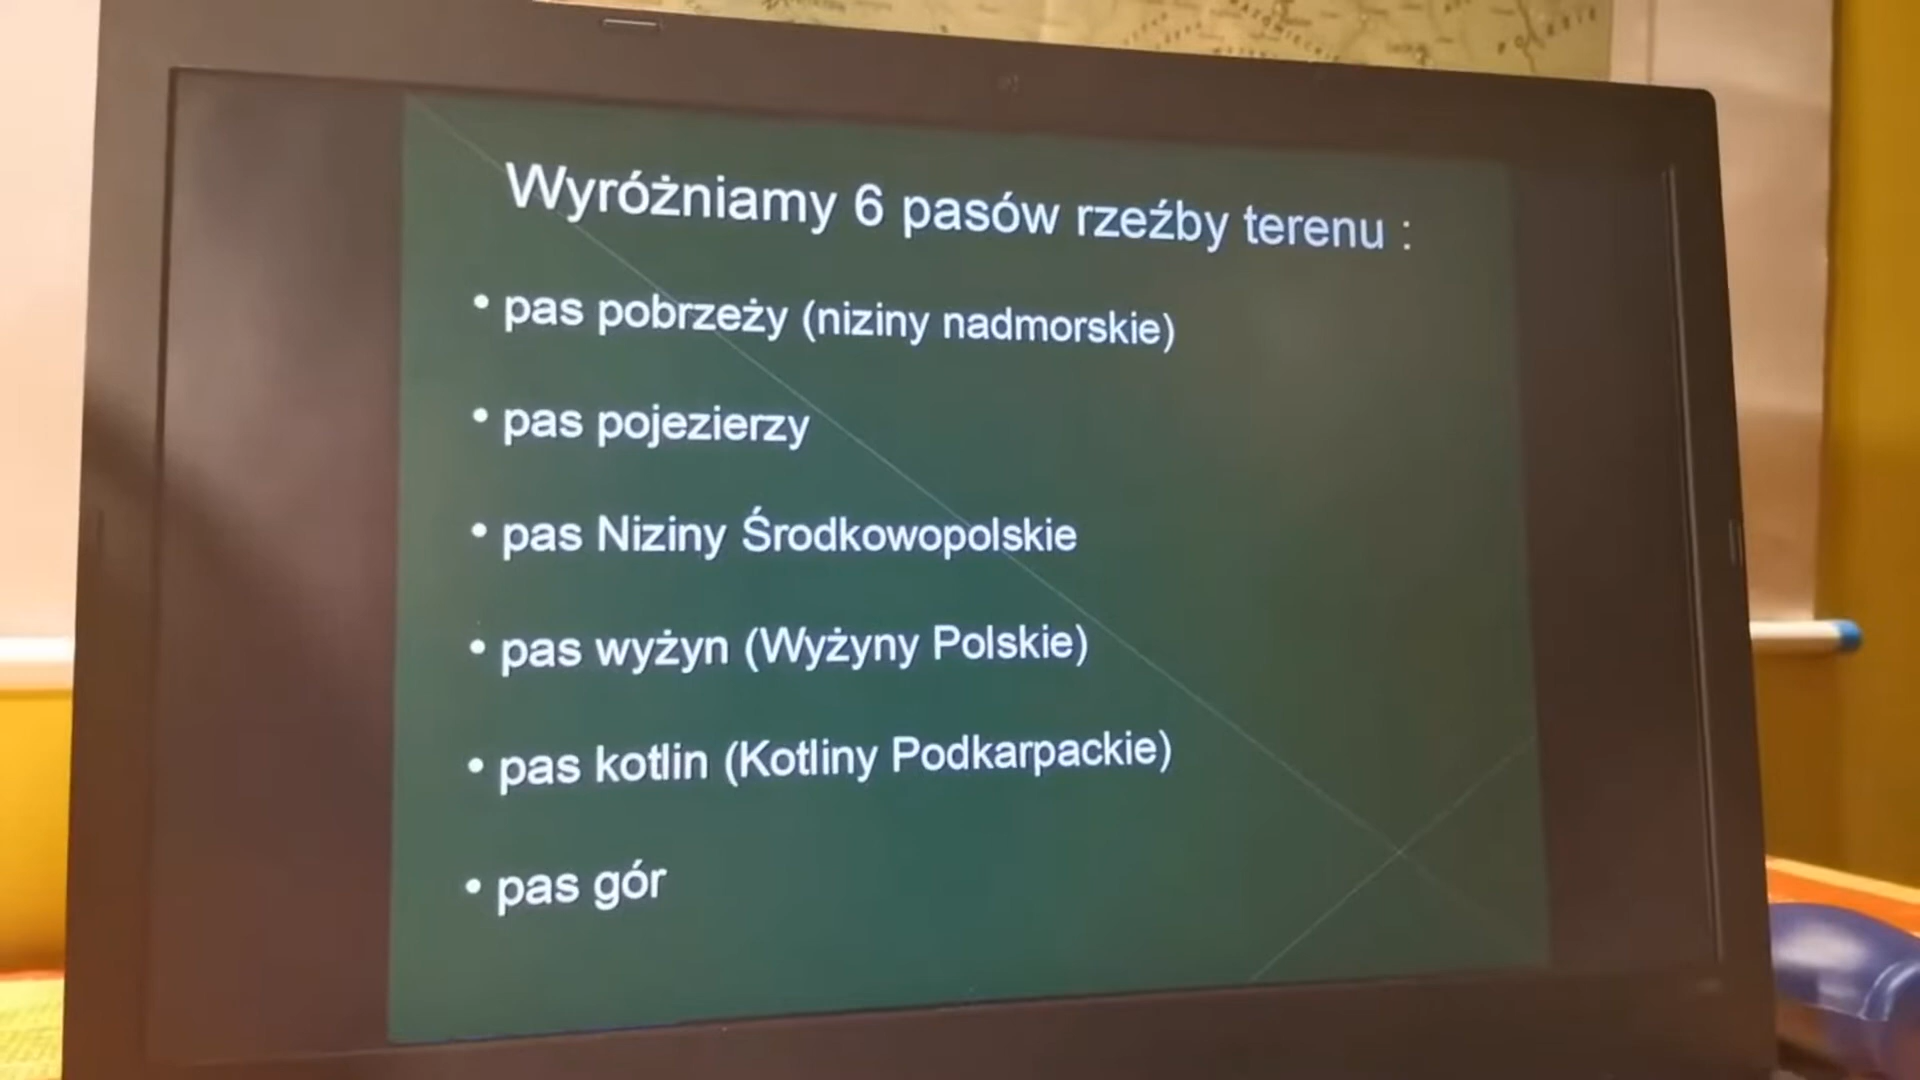 Wyróżniamy 6 pasów rzeźby terenu :
• pas pobrzeży (niziny nadmorskie)
• pas pojezierzy
• pas Niziny Środkowopolskie
• pas wyżyn (Wyżyny Polskie)
• pas kotlin (Kotliny Podkarpackie)
• pas gór